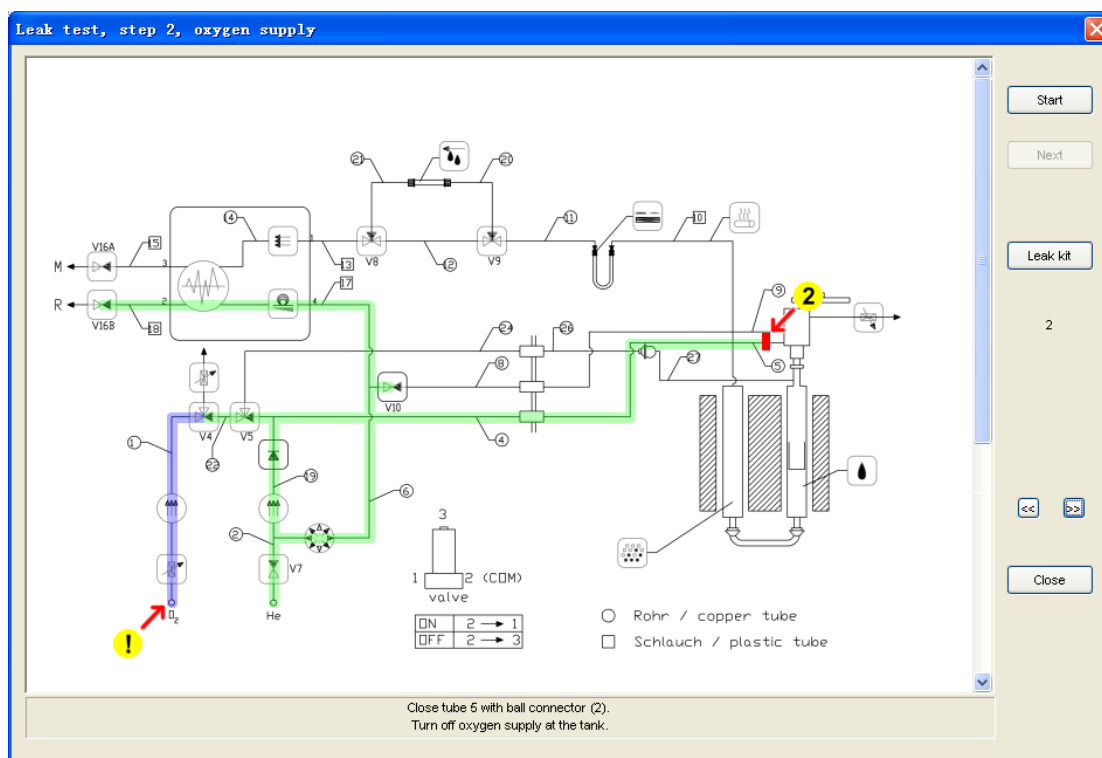 Leak test, step 2, oxygen supply
Start
Next
Leak kit
2
<<
>>
Close
21
20
14
11
10
V16A
15
3
1
M
13
V8
12
V9
17
R
2
4
V16B
18
9
2
24
26
8
27
5
V10
1
V4
V5
22
4
19
6
2
V7
3
1
2 (COM)
valve
ON 2 → 1
OFF 2 → 3
O2
He
!
Rohr / copper tube
Schlauch / plastic tube
Close tube 5 with ball connector (2).
Turn off oxygen supply at the tank.